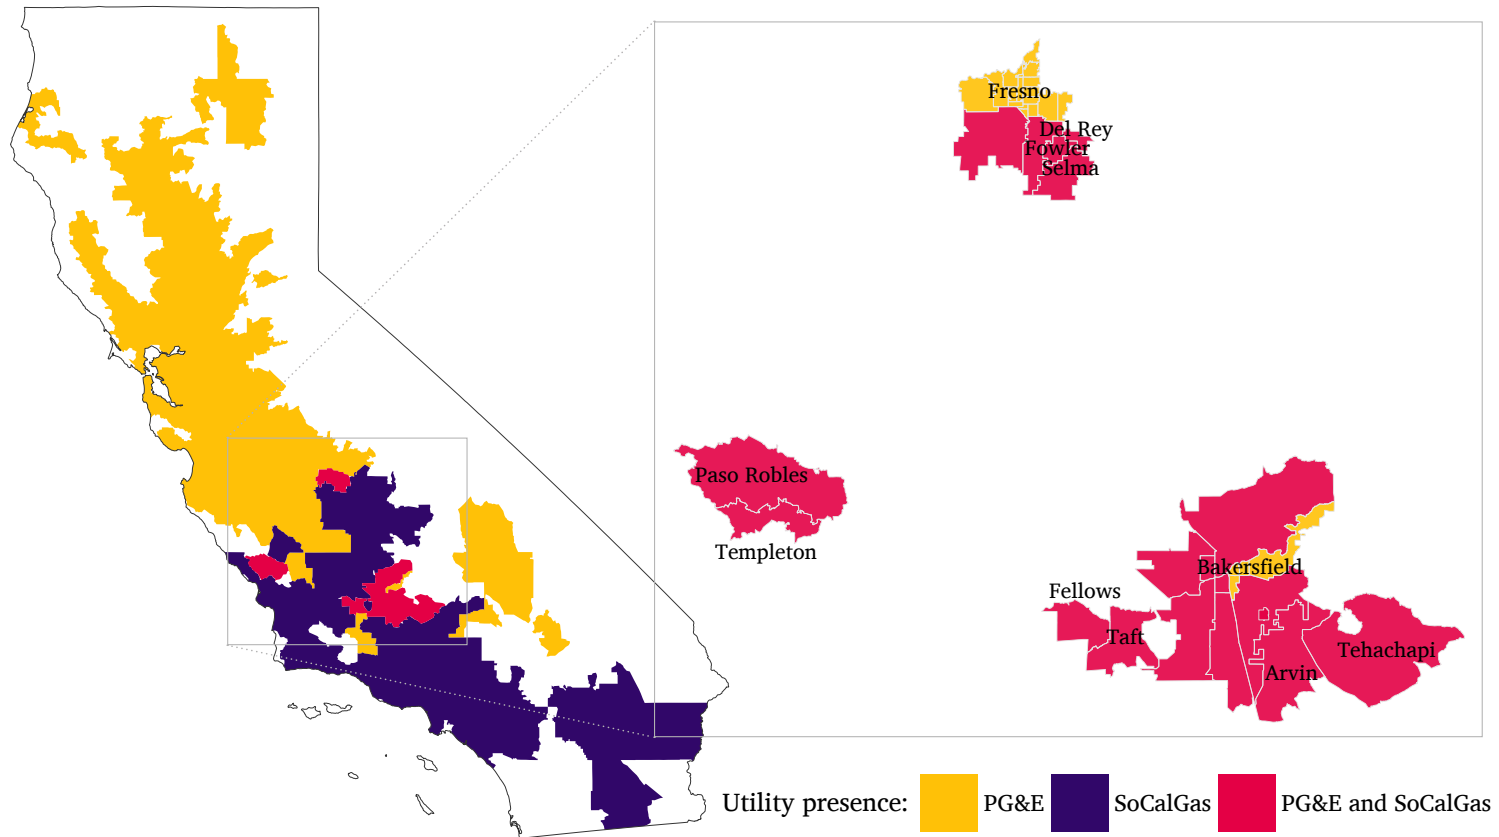 Fresno
Del Rey
Fowler
Selma
Paso Robles
Templeton
Bakersfield
Fellows
Taft
Tehachapi
Arvin
Utility presence: PG&E SoCalGas PG&E and SoCalGas